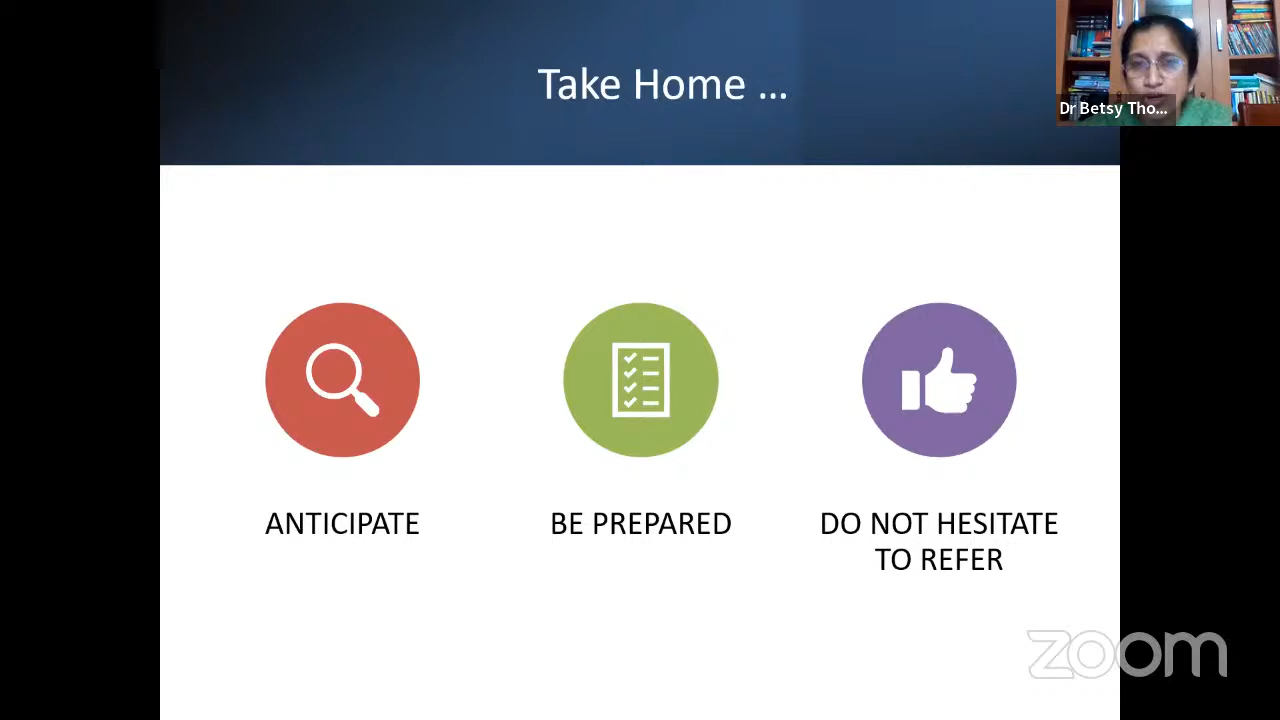 Take Home ...
Dr Betsy Tho...
ANTICIPATE
BE PREPARED
DO NOT HESITATE
TO REFER
zoom